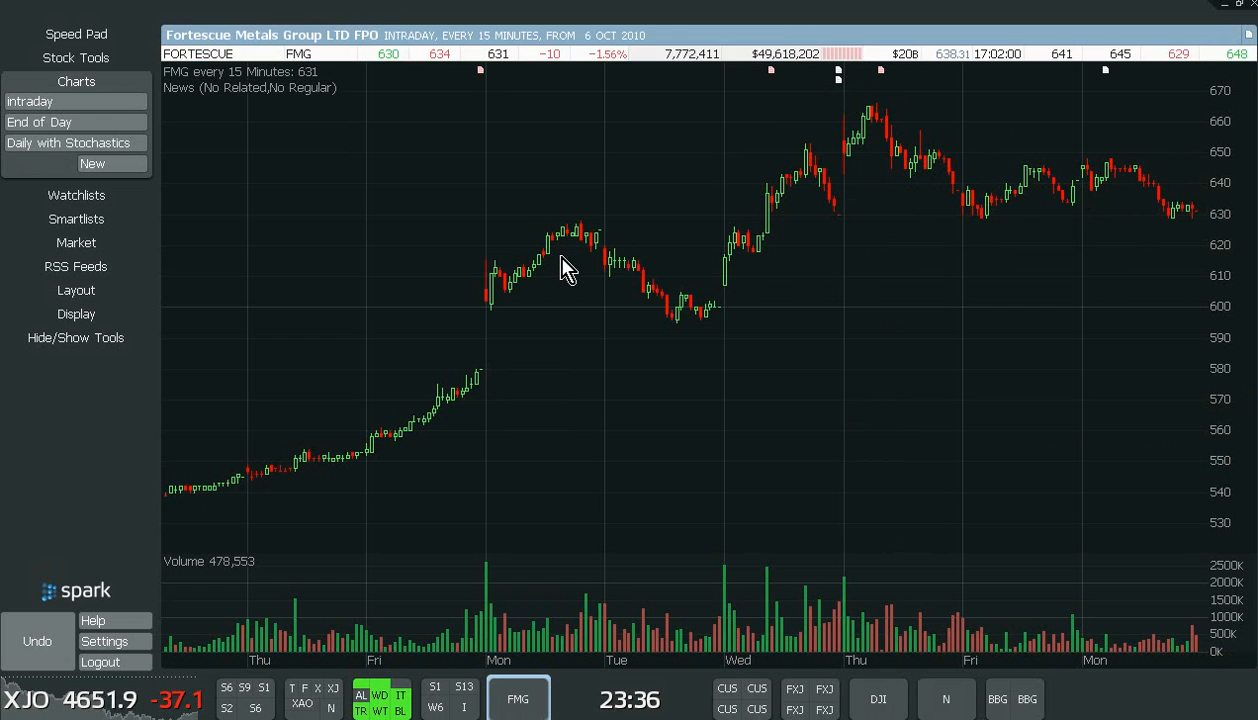 Speed Pad
Stock Tools
Charts
intraday
End of Day
Daily with Stochastics
New
Watchlists
Smartlists
Market
RSS Feeds
Layout
Display
Hide/Show Tools
spark
Undo
Help
Settings
Logout
Fortescue Metals Group LTD FPO INTRADAY, EVERY 15 MINUTES, FROM 6 OCT 2010
FORTESCUE FMG 630 634 631 -10 -1.56% 7,772,411 $49,618,202 $20B 638.31 17:02:00 641 645 629 648
FMG every 15 Minutes: 631
News (No Related,No Regular)
670
660
650
640
630
620
610
600
590
580
570
560
550
540
530
Volume 478,553
2500K
2000K
1500K
1000K
500K
0K
Thu Fri Mon Tue Wed Thu Fri Mon
XJO 4651.9 -37.1
S6 S9 S1
S2 S6
T F X XJ
XAO N
AL WD IT
TR WT BL
S1 S13
W6 I
FMG
23:36
CUS CUS
CUS CUS
FXJ FXJ
FXJ FXJ
DJI
N
BBG BBG